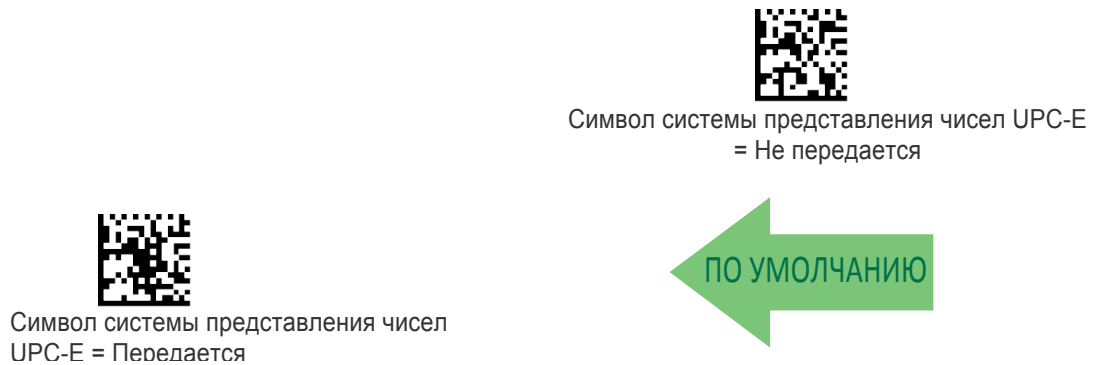 Символ системы представления чисел UPC-E
= Не передается
ПО УМОЛЧАНИЮ
Символ системы представления чисел
UPC-E = Передается